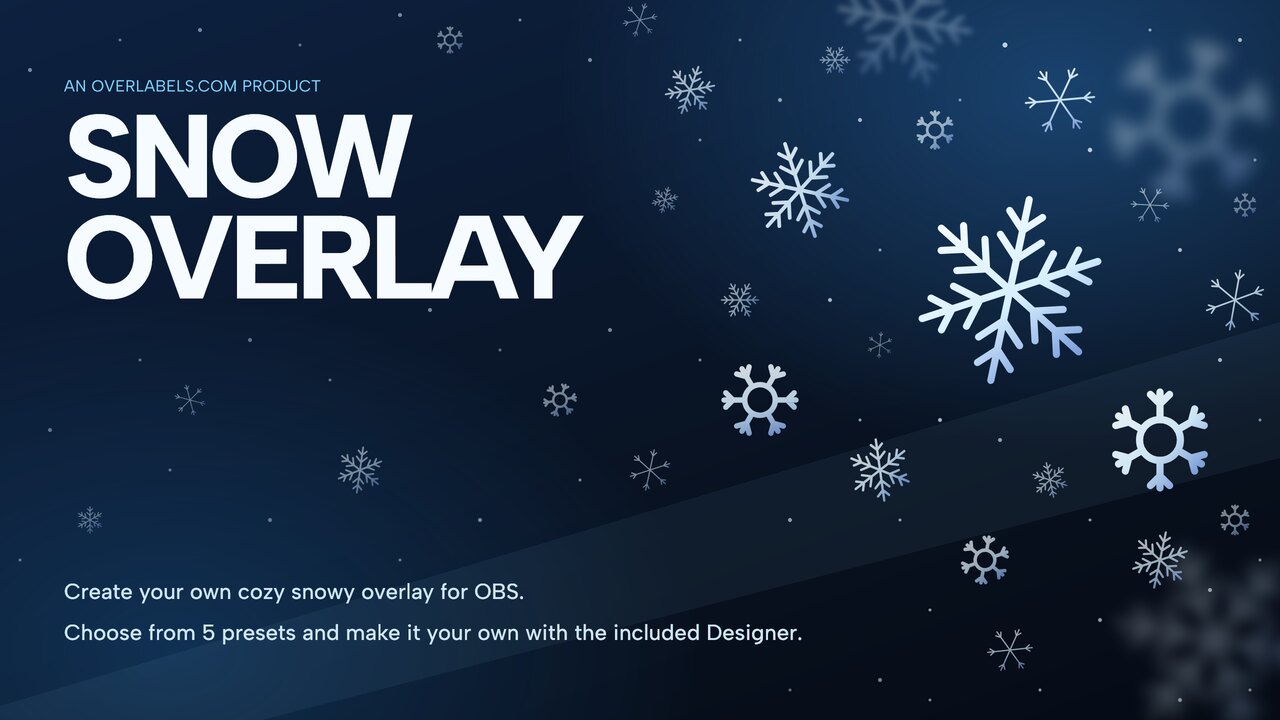 AN OVERLABELS.COM PRODUCT
SNOW
OVERLAY
Create your own cozy snowy overlay for OBS.
Choose from 5 presets and make it your own with the included Designer.